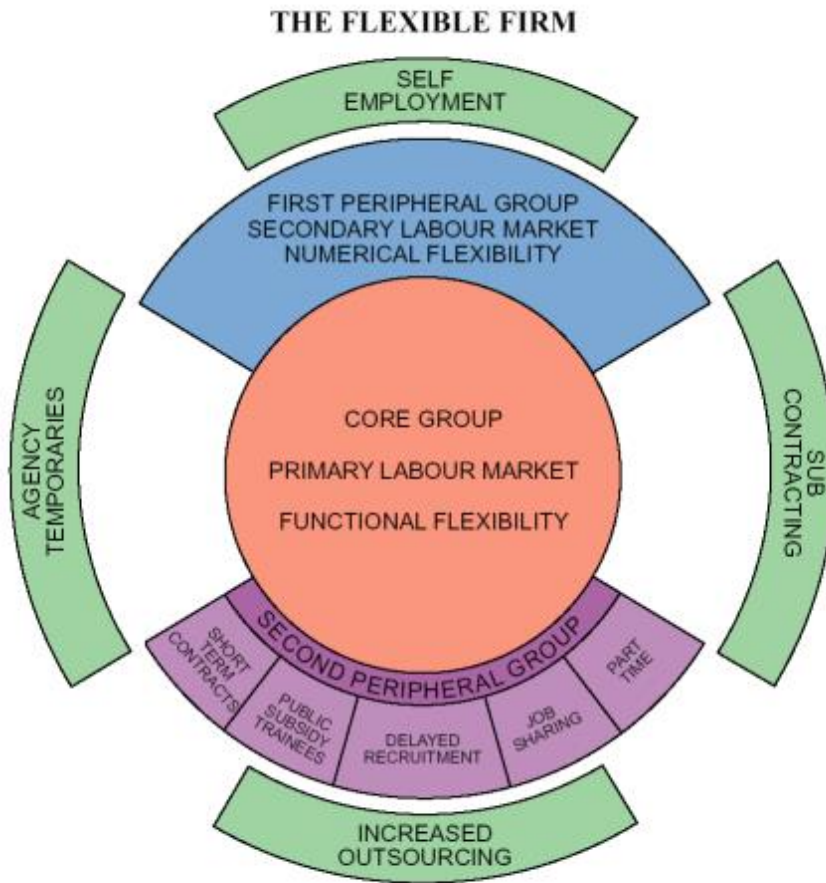 THE FLEXIBLE FIRM
SELF
EMPLOYMENT
FIRST PERIPHERAL GROUP
SECONDARY LABOUR MARKET
NUMERICAL FLEXIBILITY
AGENCY
TEMPORARIES
CORE GROUP
PRIMARY LABOUR MARKET
FUNCTIONAL FLEXIBILITY
SUB
CONTRACTING
SECOND PERIPHERAL GROUP
SHORT
TERM
CONTRACTS
PUBLIC
SUBSIDY
TRAINEES
DELAYED
RECRUITMENT
JOB
SHARING
PART
TIME
INCREASED
OUTSOURCING